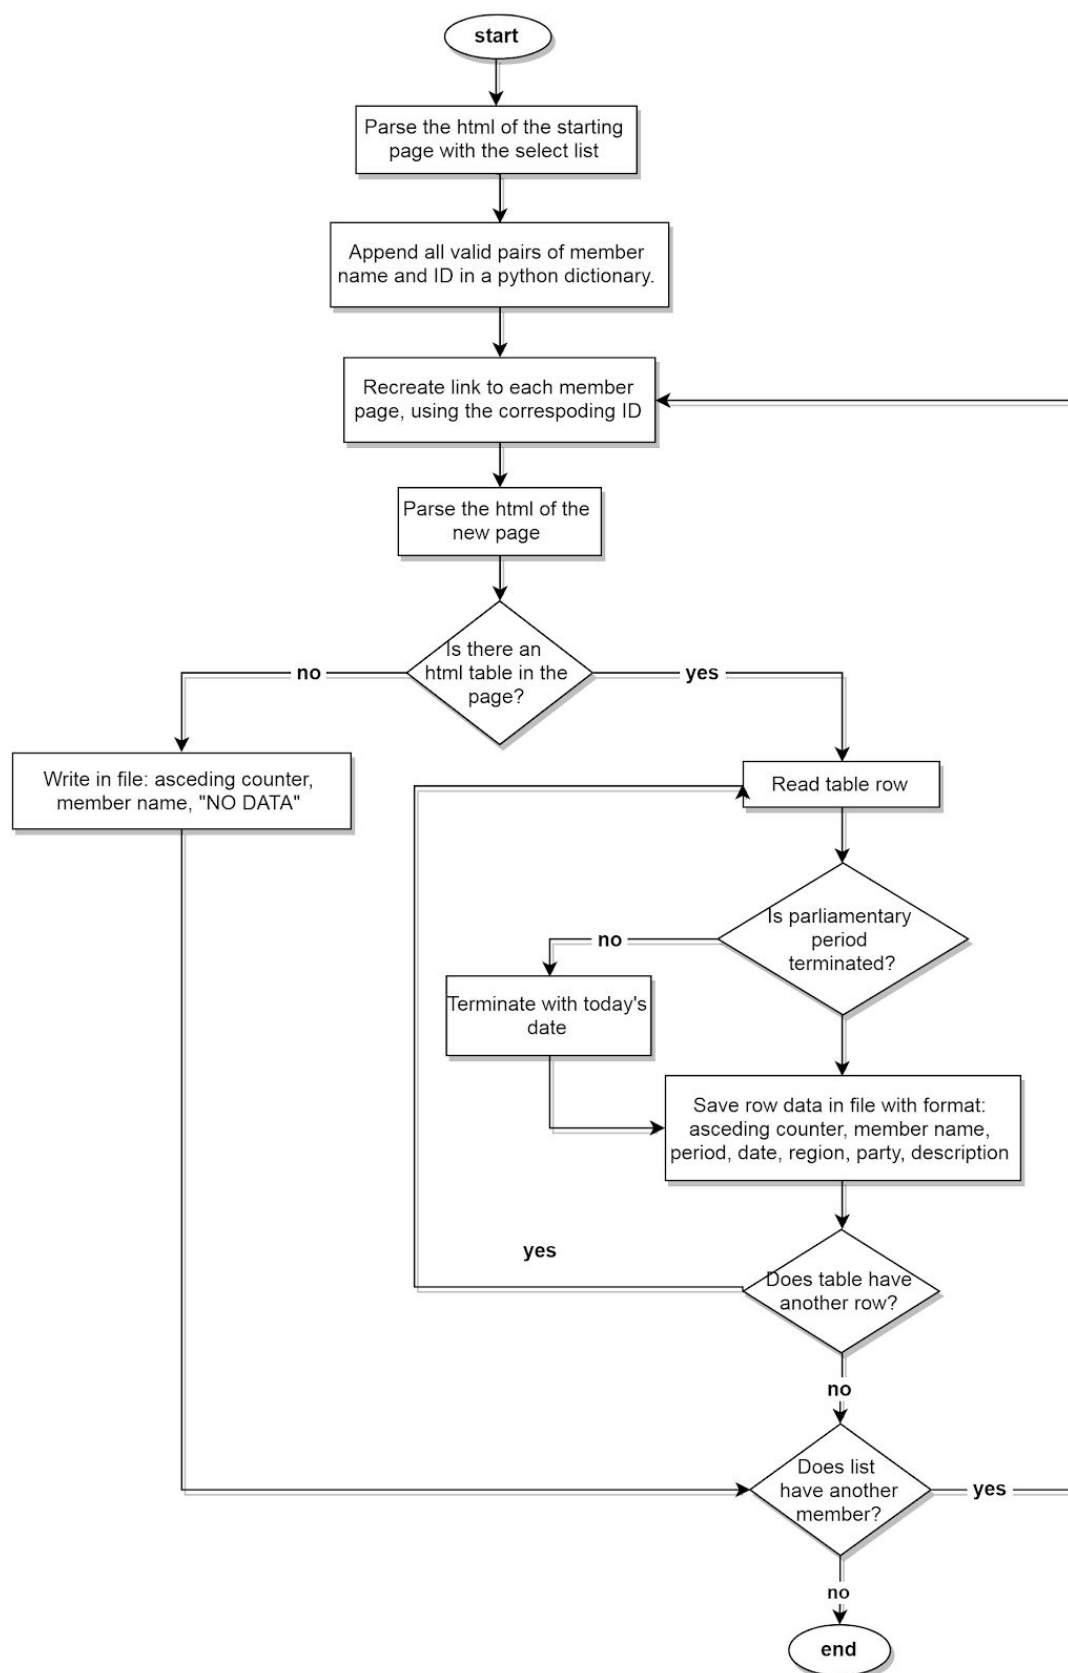 start
Parse the html of the starting
page with the select list
Append all valid pairs of member
name and ID in a python dictionary.
Recreate link to each member
page, using the correspoding ID
Parse the html of the
new page
Is there an
html table in the
page?
no
yes
Write in file: asceding counter,
member name, "NO DATA"
Read table row
Is parliamentary
period
terminated?
no
Terminate with today's
date
Save row data in file with format:
asceding counter, member name,
period, date, region, party, description
yes
Does table have
another row?
no
Does list
have another
member?
yes
no
end